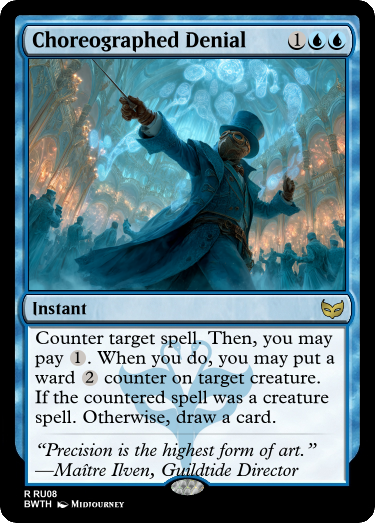 Choreographed Denial 1
Instant
Counter target spell. Then, you may
pay 1. When you do, you may put a
ward 2 counter on target creature.
If the countered spell was a creature
spell. Otherwise, draw a card.
“Precision is the highest form of art.”
—Maître Ilven, Guildtide Director
R RU08
BWTH Midjourney